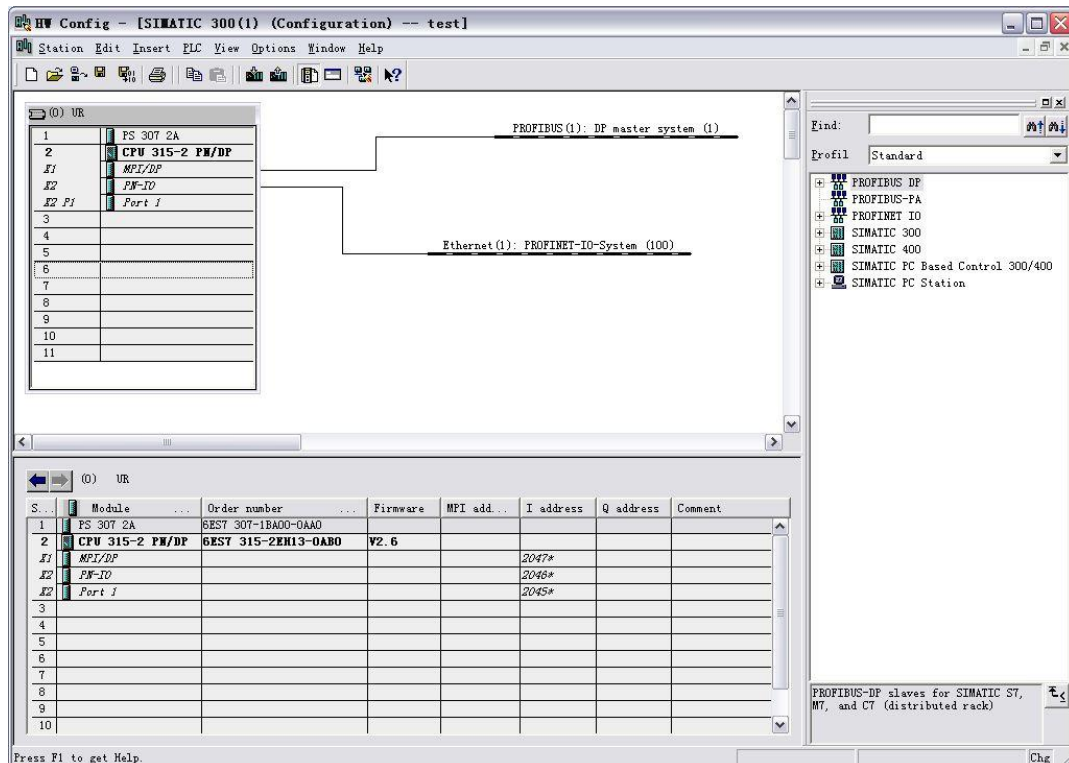 HW Config - [SIMATIC 300(1) (Configuration) -- test]
Station Edit Insert PLC View Options Window Help
(0) UR
1 PS 307 2A
2 CPU 315-2 PN/DP
X1 MPI/DP
X2 PN-IO
X2 P1 Port 1
3
4
5
6
7
8
9
10
11
PROFIBUS(1): DP master system (1)
Ethernet(1): PROFINET-IO-System (100)
Find:
Profil Standard
PROFIBUS DP
PROFIBUS-PA
PROFINET IO
SIMATIC 300
SIMATIC 400
SIMATIC PC Based Control 300/400
SIMATIC PC Station
(0) UR
S... Module ... Order number ... Firmware MPI add... I address Q address Comment
1 PS 307 2A 6ES7 307-1BA00-0AA0
2 CPU 315-2 PN/DP 6ES7 315-2EH13-0AB0 V2.6
X1 MPI/DP 2047*
X2 PN-IO 2046*
X2 Port 1 2045*
3
4
5
6
7
8
9
10
PROFIBUS-DP slaves for SIMATIC S7,
M7, and C7 (distributed rack)
Press F1 to get Help.
Chg